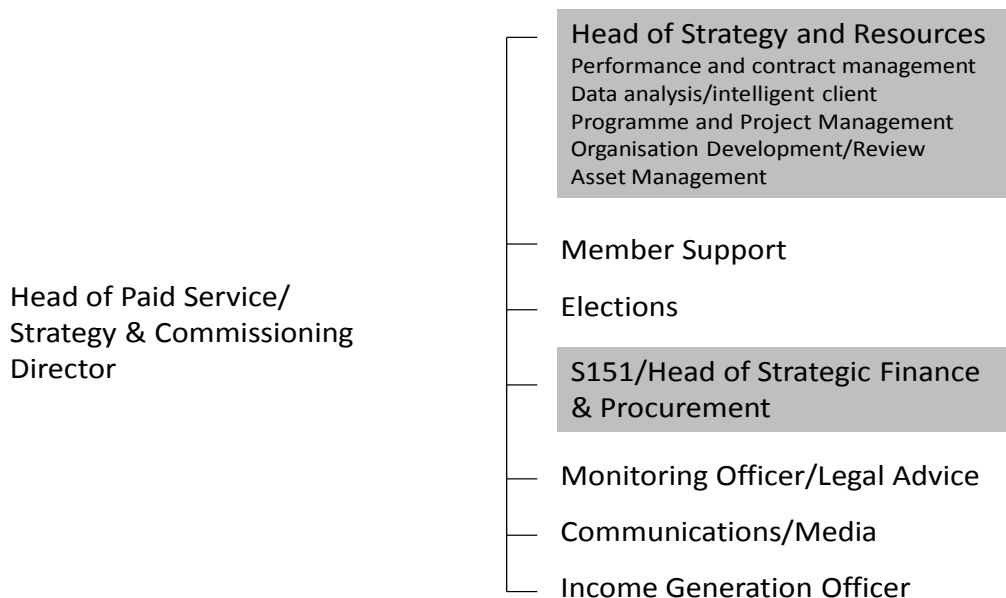 Head of Strategy and Resources
Performance and contract management
Data analysis/intelligent client
Programme and Project Management
Organisation Development/Review
Asset Management
Member Support
Head of Paid Service/
Strategy & Commissioning
Director
Elections
S151/Head of Strategic Finance
& Procurement
Monitoring Officer/Legal Advice
Communications/Media
Income Generation Officer